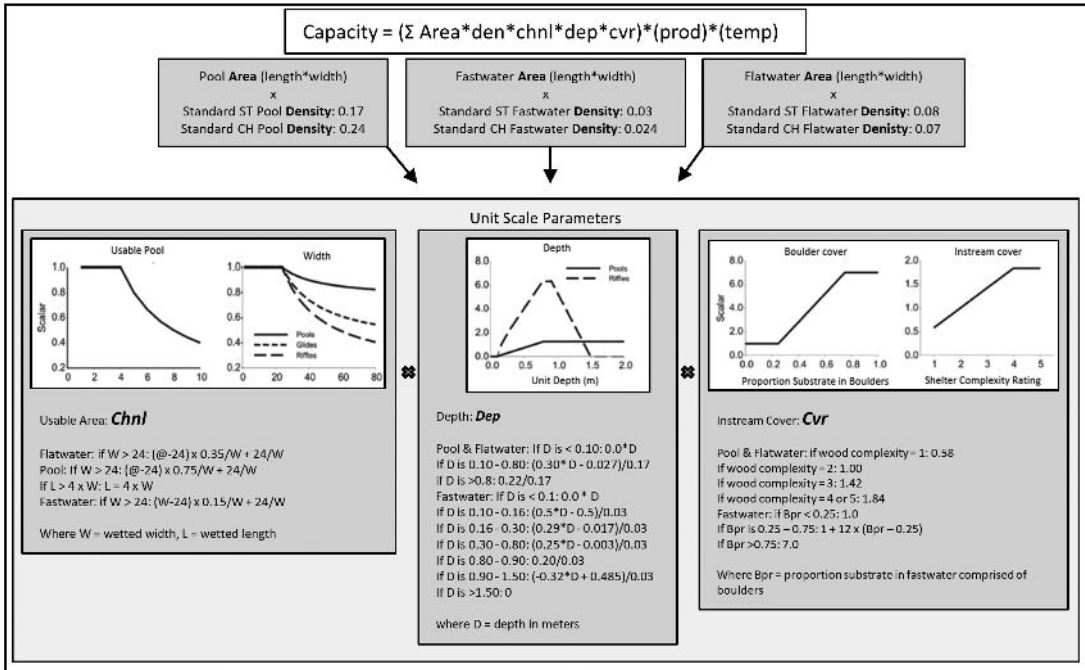 Capacity = (Σ Area*den*chnl*dep*cvr)*(prod)*(temp)
Pool Area (length*width)
x
Standard ST Pool Density: 0.17
Standard CH Pool Density: 0.24
Fastwater Area (length*width)
x
Standard ST Fastwater Density: 0.03
Standard CH Fastwater Density: 0.024
Flatwater Area (length*width)
x
Standard ST Flatwater Density: 0.08
Standard CH Flatwater Denisty: 0.07
Unit Scale Parameters
Usable Pool
Scalar
1.0
0.8
0.6
0.4
0.2
0 2 4 6 8 10
Width
1.0
0.8
0.6
0.4
0.2
0 20 40 60 80
Pools
Glides
Riffles
Usable Area: Chnl
Flatwater: if W > 24: (@-24) x 0.35/W + 24/W
Pool: If W > 24: (@-24) x 0.75/W + 24/W
If L > 4 x W: L = 4 x W
Fastwater: if W > 24: (W-24) x 0.15/W + 24/W
Where W = wetted width, L = wetted length
Depth
8.0
6.0
4.0
2.0
0.0
0.0 0.5 1.0 1.5 2.0
Unit Depth (m)
Pools
Riffles
Depth: Dep
Pool & Flatwater: If D is < 0.10: 0.0*D
If D is 0.10 - 0.80: (0.30*D - 0.027)/0.17
if D is >0.8: 0.22/0.17
Fastwater: If D is < 0.1: 0.0 * D
If D is 0.10 - 0.16: (0.5*D - 0.5)/0.03
If D is 0.16 - 0.30: (0.29*D - 0.017)/0.03
If D is 0.30 - 0.80: (0.25*D - 0.003)/0.03
If D is 0.80 - 0.90: 0.20/0.03
If D is 0.90 - 1.50: (-0.32*D + 0.485)/0.03
If D is >1.50: 0
where D = depth in meters
Boulder cover
Scalar
8.0
6.0
4.0
2.0
0.0
0.0 0.2 0.4 0.6 0.8 1.0
Proportion Substrate in Boulders
Instream cover
2.0
1.5
1.0
0.5
0.0
1 2 3 4 5
Shelter Complexity Rating
Instream Cover: Cvr
Pool & Flatwater: if wood complexity = 1: 0.58
If wood complexity = 2: 1.00
If wood complexity = 3: 1.42
If wood complexity = 4 or 5: 1.84
Fastwater: if Bpr < 0.25: 1.0
If Bpr is 0.25 – 0.75: 1 + 12 x (Bpr – 0.25)
If Bpr >0.75: 7.0
Where Bpr = proportion substrate in fastwater comprised of
boulders